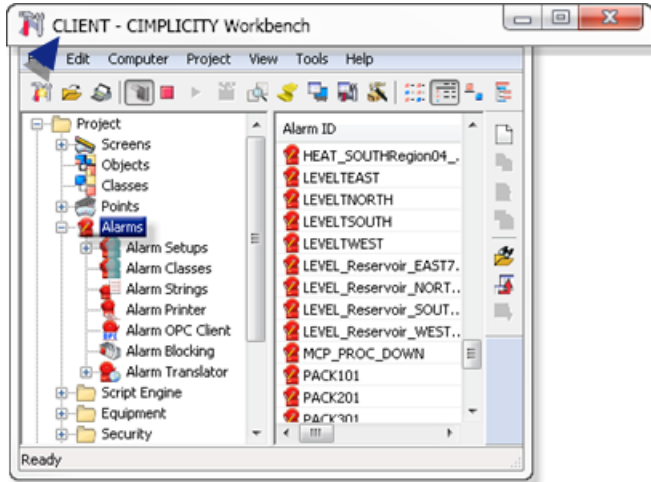 CLIENT - CIMPLICITY Workbench
Edit Computer Project View Tools Help
Project
Screens
Objects
Classes
Points
Alarms
Alarm Setups
Alarm Classes
Alarm Strings
Alarm Printer
Alarm OPC Client
Alarm Blocking
Alarm Translator
Script Engine
Equipment
Security
Alarm ID
HEAT_SOUTHRegion04_.
LEVELTEAST
LEVELTNORTH
LEVELTSOUTH
LEVELTWEST
LEVEL_Reservoir_EAST7.
LEVEL_Reservoir_NORT..
LEVEL_Reservoir_SOUT..
LEVEL_Reservoir_WEST..
MCP_PROC_DOWN
PACK101
PACK201
PACK301
Ready